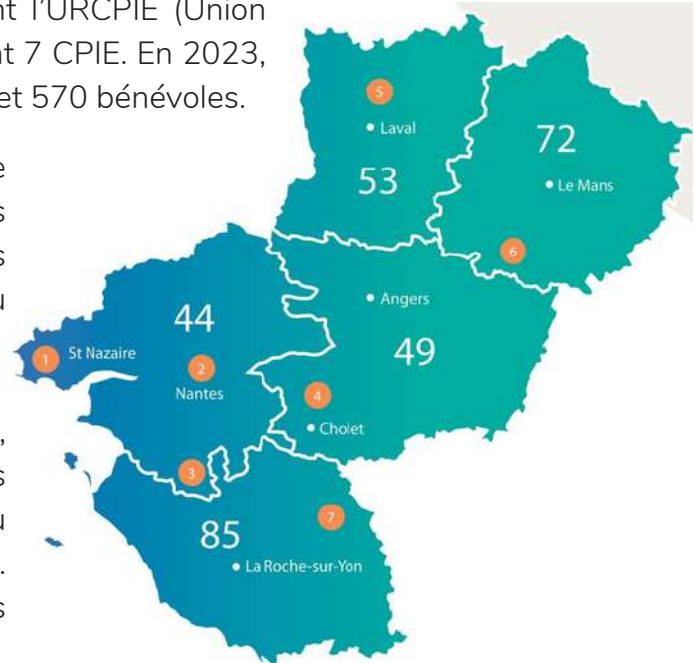 nt l'URCPIE (Union
nt 7 CPIE. En 2023,
et 570 bénévoles.
e
s
s
u
,
s
u
.
s
5
Laval
53
72
Le Mans
6
44
Angers
49
1
St Nazaire
2
Nantes
4
Cholet
3
7
85
La Roche-sur-Yon